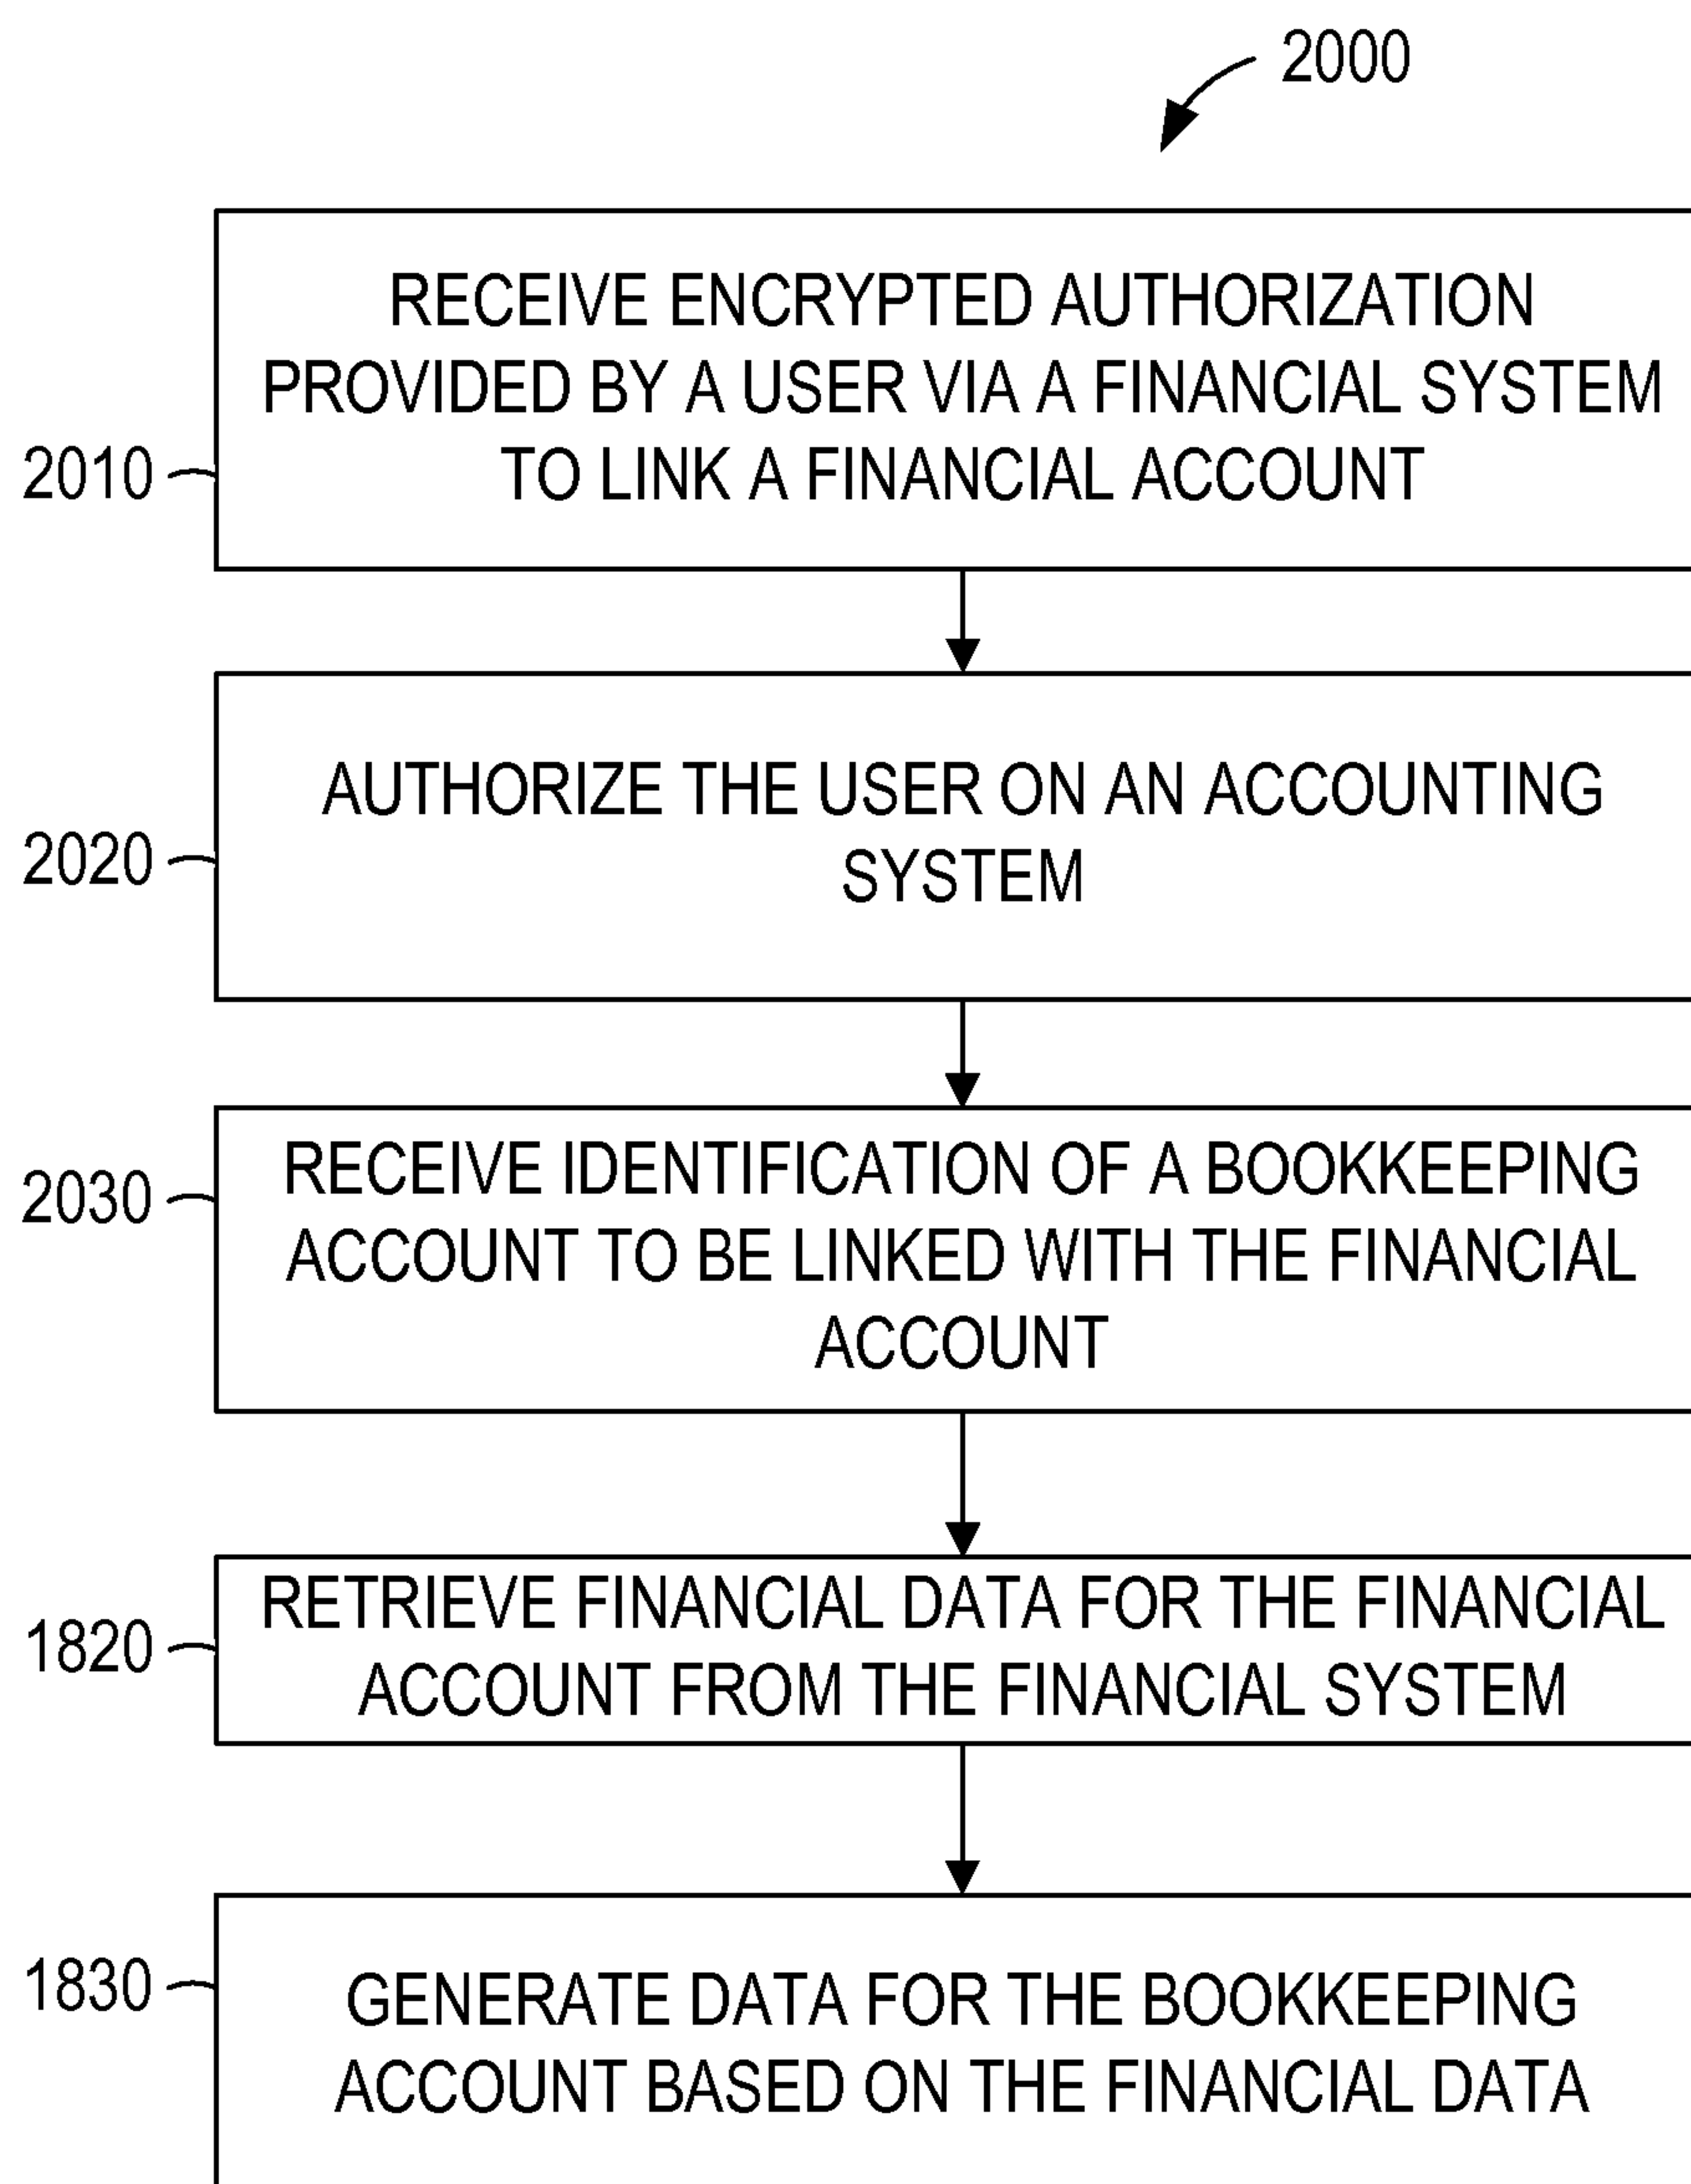 2000
RECEIVE ENCRYPTED AUTHORIZATION
PROVIDED BY A USER VIA A FINANCIAL SYSTEM
TO LINK A FINANCIAL ACCOUNT
2010
AUTHORIZE THE USER ON AN ACCOUNTING
SYSTEM
2020
RECEIVE IDENTIFICATION OF A BOOKKEEPING
ACCOUNT TO BE LINKED WITH THE FINANCIAL
ACCOUNT
2030
RETRIEVE FINANCIAL DATA FOR THE FINANCIAL
ACCOUNT FROM THE FINANCIAL SYSTEM
1820
GENERATE DATA FOR THE BOOKKEEPING
ACCOUNT BASED ON THE FINANCIAL DATA
1830